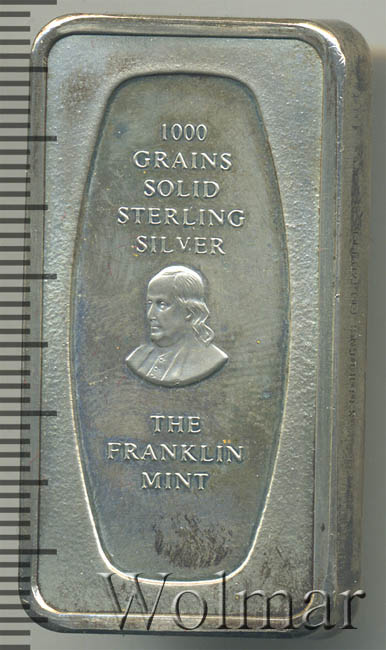 1000
GRAINS
SOLID
STERLING
SILVER
THE
FRANKLIN
MINT
Wolmar